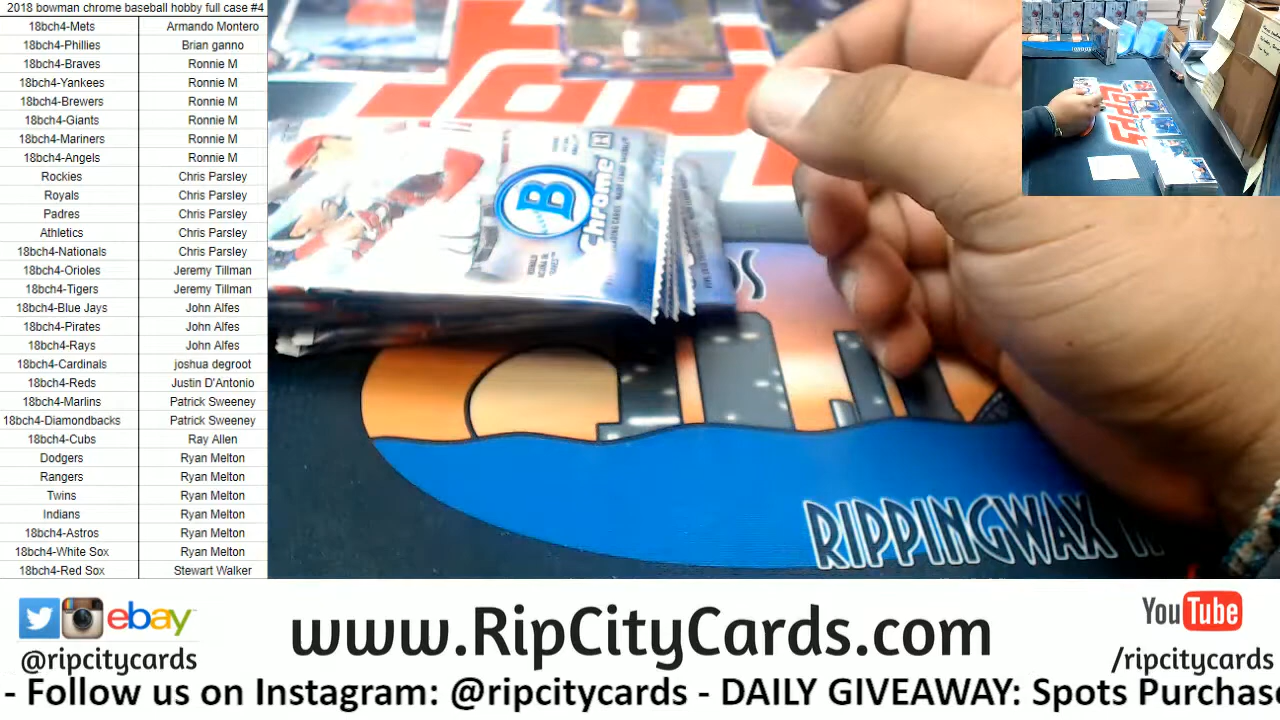 2018 bowman chrome baseball hobby full case #4
18bch4-Mets Armando Montero
18bch4-Phillies Brian ganno
18bch4-Braves Ronnie M
18bch4-Yankees Ronnie M
18bch4-Brewers Ronnie M
18bch4-Giants Ronnie M
18bch4-Mariners Ronnie M
18bch4-Angels Ronnie M
Rockies Chris Parsley
Royals Chris Parsley
Padres Chris Parsley
Athletics Chris Parsley
18bch4-Nationals Chris Parsley
18bch4-Orioles Jeremy Tillman
18bch4-Tigers Jeremy Tillman
18bch4-Blue Jays John Alfes
18bch4-Pirates John Alfes
18bch4-Rays John Alfes
18bch4-Cardinals joshua degroot
18bch4-Reds Justin D'Antonio
18bch4-Marlins Patrick Sweeney
18bch4-Diamondbacks Patrick Sweeney
18bch4-Cubs Ray Allen
Dodgers Ryan Melton
Rangers Ryan Melton
Twins Ryan Melton
Indians Ryan Melton
18bch4-Astros Ryan Melton
18bch4-White Sox Ryan Melton
18bch4-Red Sox Stewart Walker
B
Chrome
RIPPINGWAX
ebay
@ripcitycards
www.RipCityCards.com
YouTube
/ripcitycards
- Follow us on Instagram: @ripcitycards - DAILY GIVEAWAY: Spots Purchase